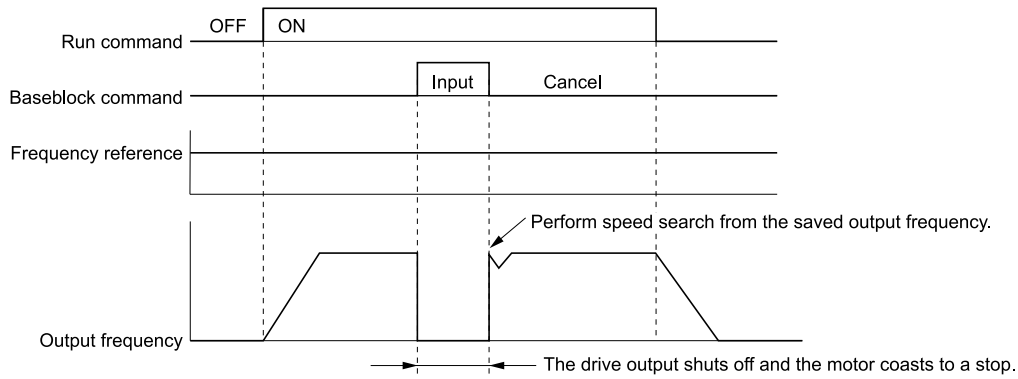 OFF ON
Run command
Input Cancel
Baseblock command
Frequency reference
Perform speed search from the saved output frequency.
Output frequency
The drive output shuts off and the motor coasts to a stop.